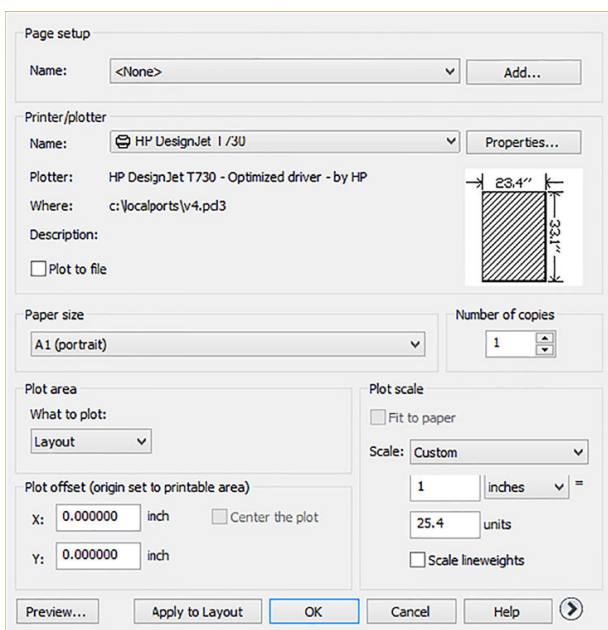 Page setup
Name: <None> Add...
Printer/plotter
Name: HP DesignJet T730 Properties...
Plotter: HP DesignJet T730 - Optimized driver - by HP
Where: c:\localports\v4.pcl3
Description:
Plot to file
23.4"
33.1"
Paper size
A1 (portrait)
Number of copies
1
Plot area
What to plot:
Layout
Plot offset (origin set to printable area)
X: 0.000000 inch Center the plot
Y: 0.000000 inch
Plot scale
Fit to paper
Scale: Custom
1 inches =
25.4 units
Scale lineweights
Preview... Apply to Layout OK Cancel Help